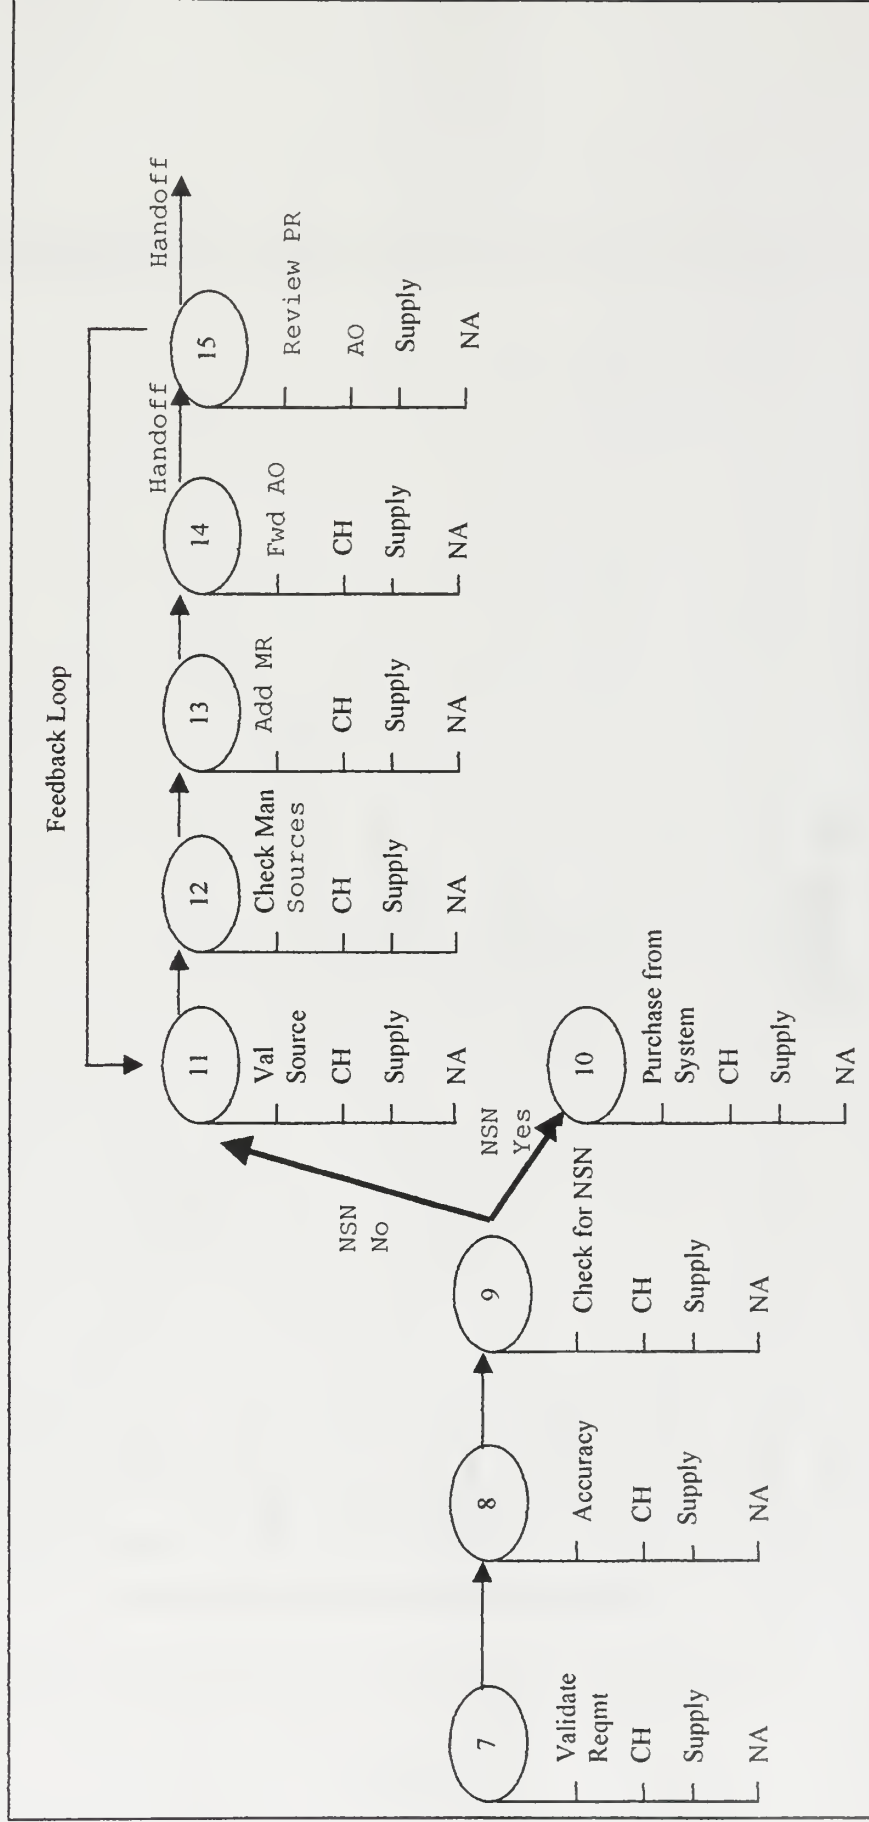 Feedback Loop
Handoff
Handoff
11
Val
Source
CH
Supply
NA
12
Check Man
Sources
CH
Supply
NA
13
Add MR
CH
Supply
NA
14
Fwd AO
CH
Supply
NA
15
Review PR
AO
Supply
NA
NSN
No
NSN
Yes
7
Validate
Reqmt
CH
Supply
NA
8
Accuracy
CH
Supply
NA
9
Check for NSN
CH
Supply
NA
10
Purchase from
System
CH
Supply
NA